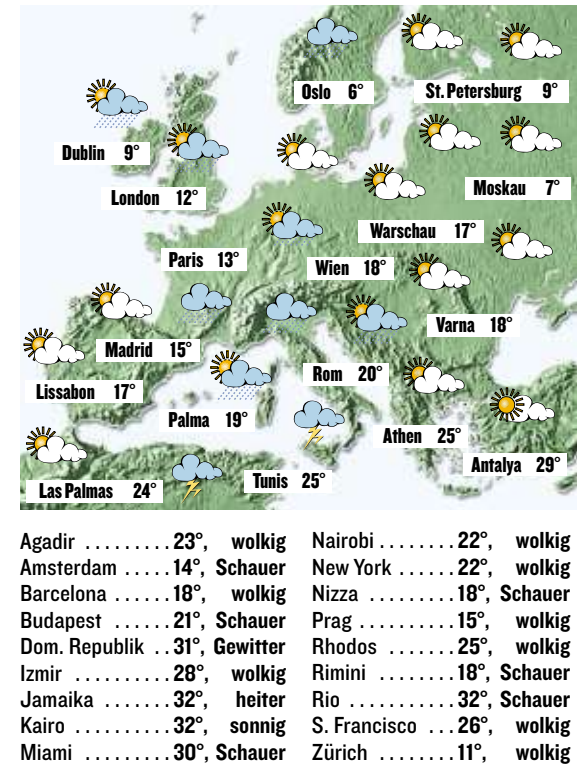 Oslo 6°
St. Petersburg 9°
Dublin 9°
Moskau 7°
London 12°
Warschau 17°
Paris 13°
Wien 18°
Varna 18°
Madrid 15°
Rom 20°
Lissabon 17°
Palma 19°
Athen 25°
Antalya 29°
Tunis 25°
Las Palmas 24°
Agadir ......... 23°, wolkig
Amsterdam ..... 14°, Schauer
Barcelona ...... 18°, wolkig
Budapest ...... 21°, Schauer
Dom. Republik .. 31°, Gewitter
Izmir .......... 28°, wolkig
Jamaika ........ 32°, heiter
Kairo .......... 32°, sonnig
Miami ......... 30°, Schauer
Nairobi ........ 22°, wolkig
New York ...... 22°, wolkig
Nizza ......... 18°, Schauer
Prag .......... 15°, wolkig
Rhodos ........ 25°, wolkig
Rimini ........ 18°, Schauer
Rio ........... 32°, Schauer
S. Francisco ... 26°, wolkig
Zürich ......... 11°, wolkig